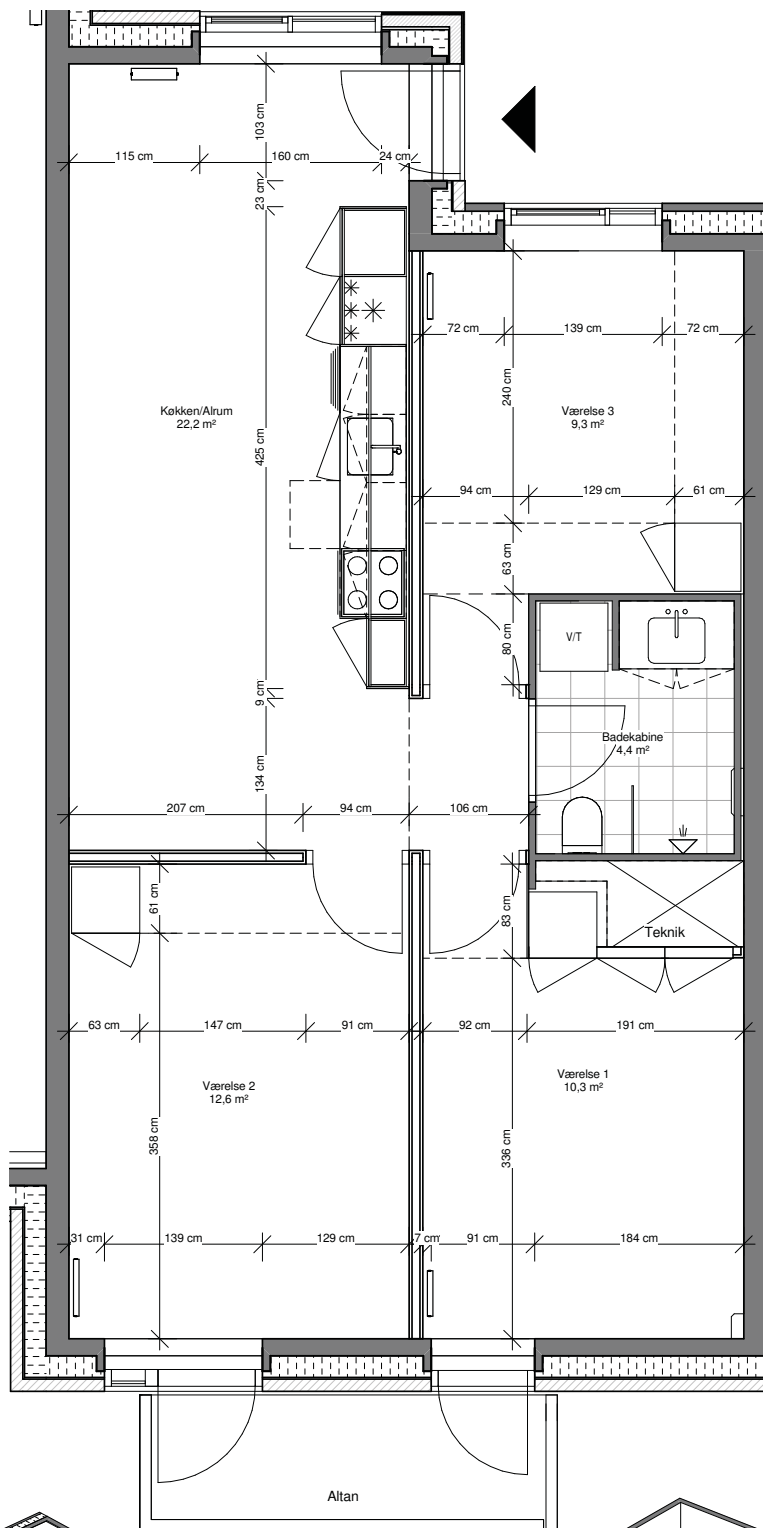 103 cm
115 cm
160 cm
24 cm
23 cm
72 cm
139 cm
72 cm
240 cm
Køkken/Alrum
22,2 m²
Værelse 3
9,3 m²
425 cm
94 cm
129 cm
61 cm
63 cm
80 cm
V/T
9 cm
Badekabine
4,4 m²
134 cm
207 cm
94 cm
106 cm
61 cm
83 cm
Teknik
63 cm
147 cm
91 cm
92 cm
191 cm
Værelse 2
12,6 m²
Værelse 1
10,3 m²
358 cm
336 cm
31 cm
139 cm
129 cm
7 cm
91 cm
184 cm
Altan